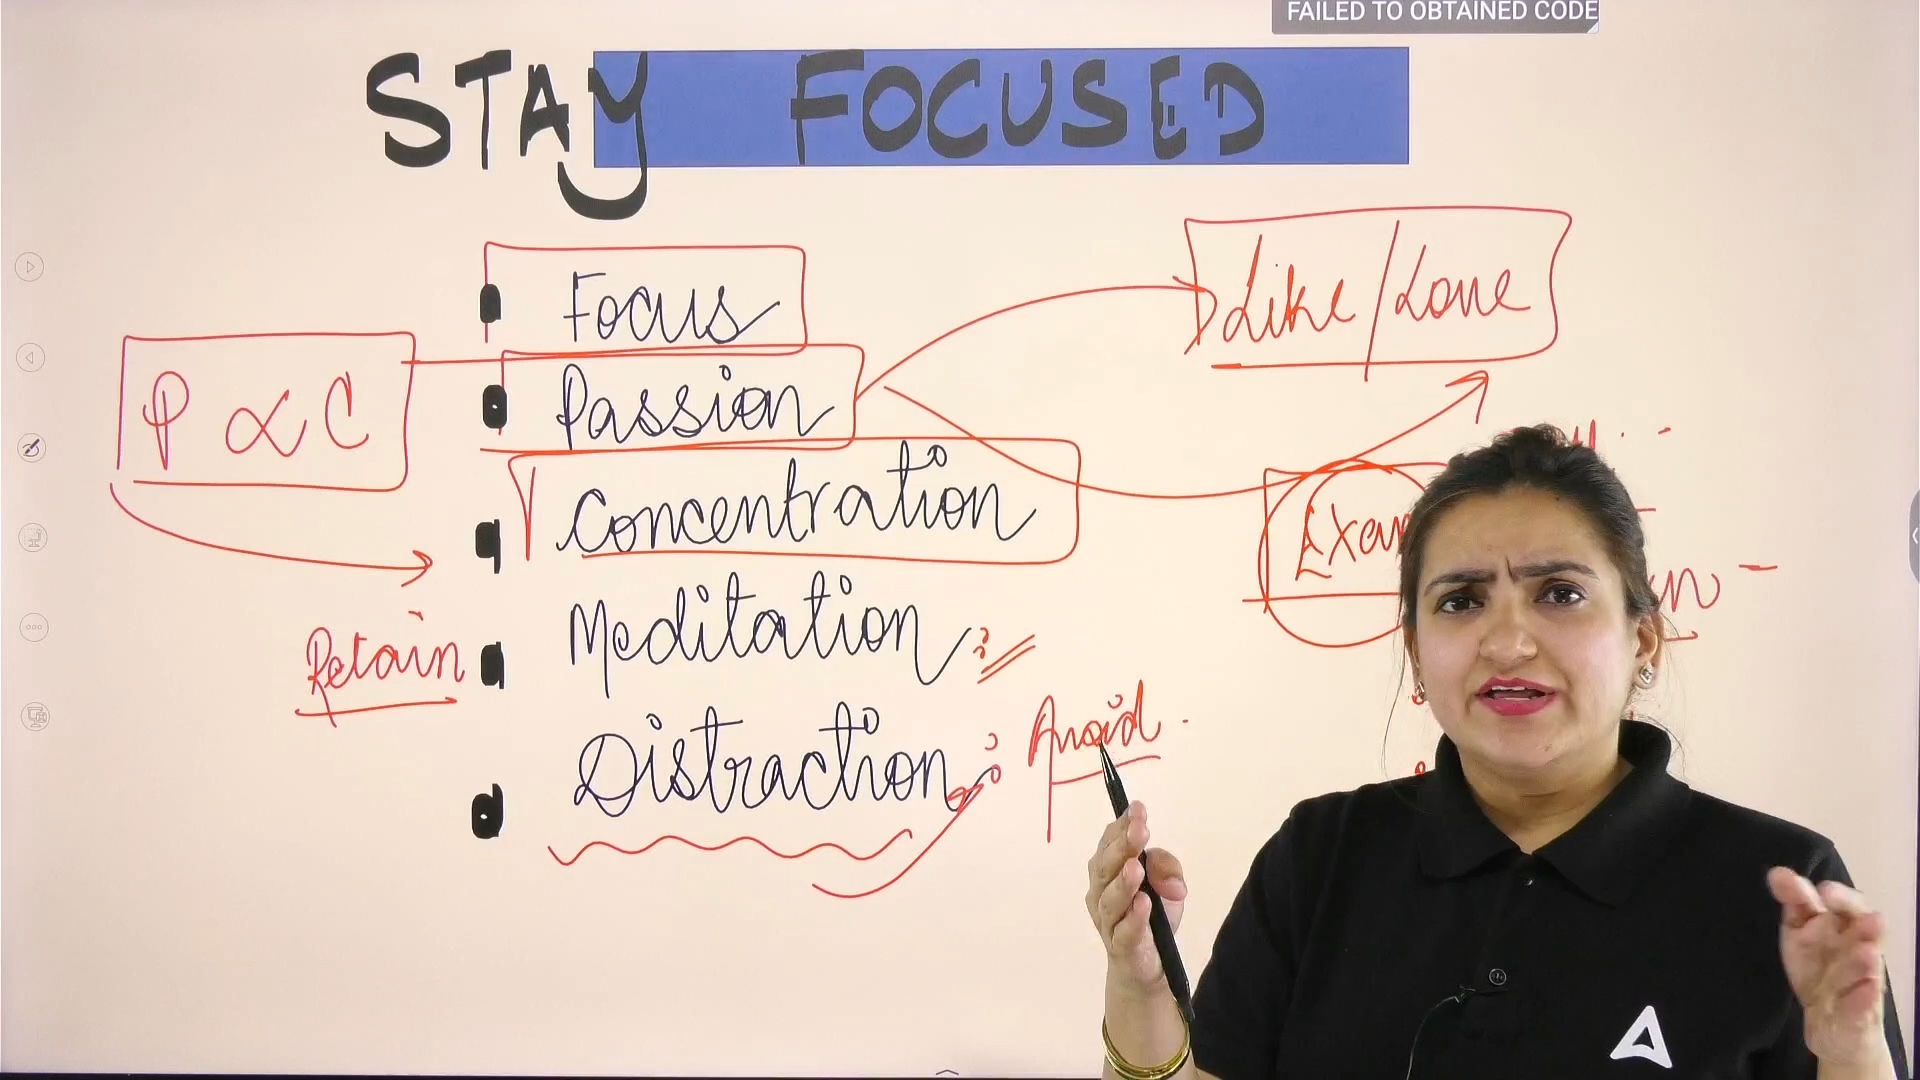 FAILED TO OBTAINED CODE
STAY FOCUSED
Focus
Like/Love
Passion
P ∝ C
Concentration
Meditation
Retain
Distraction
Avoid